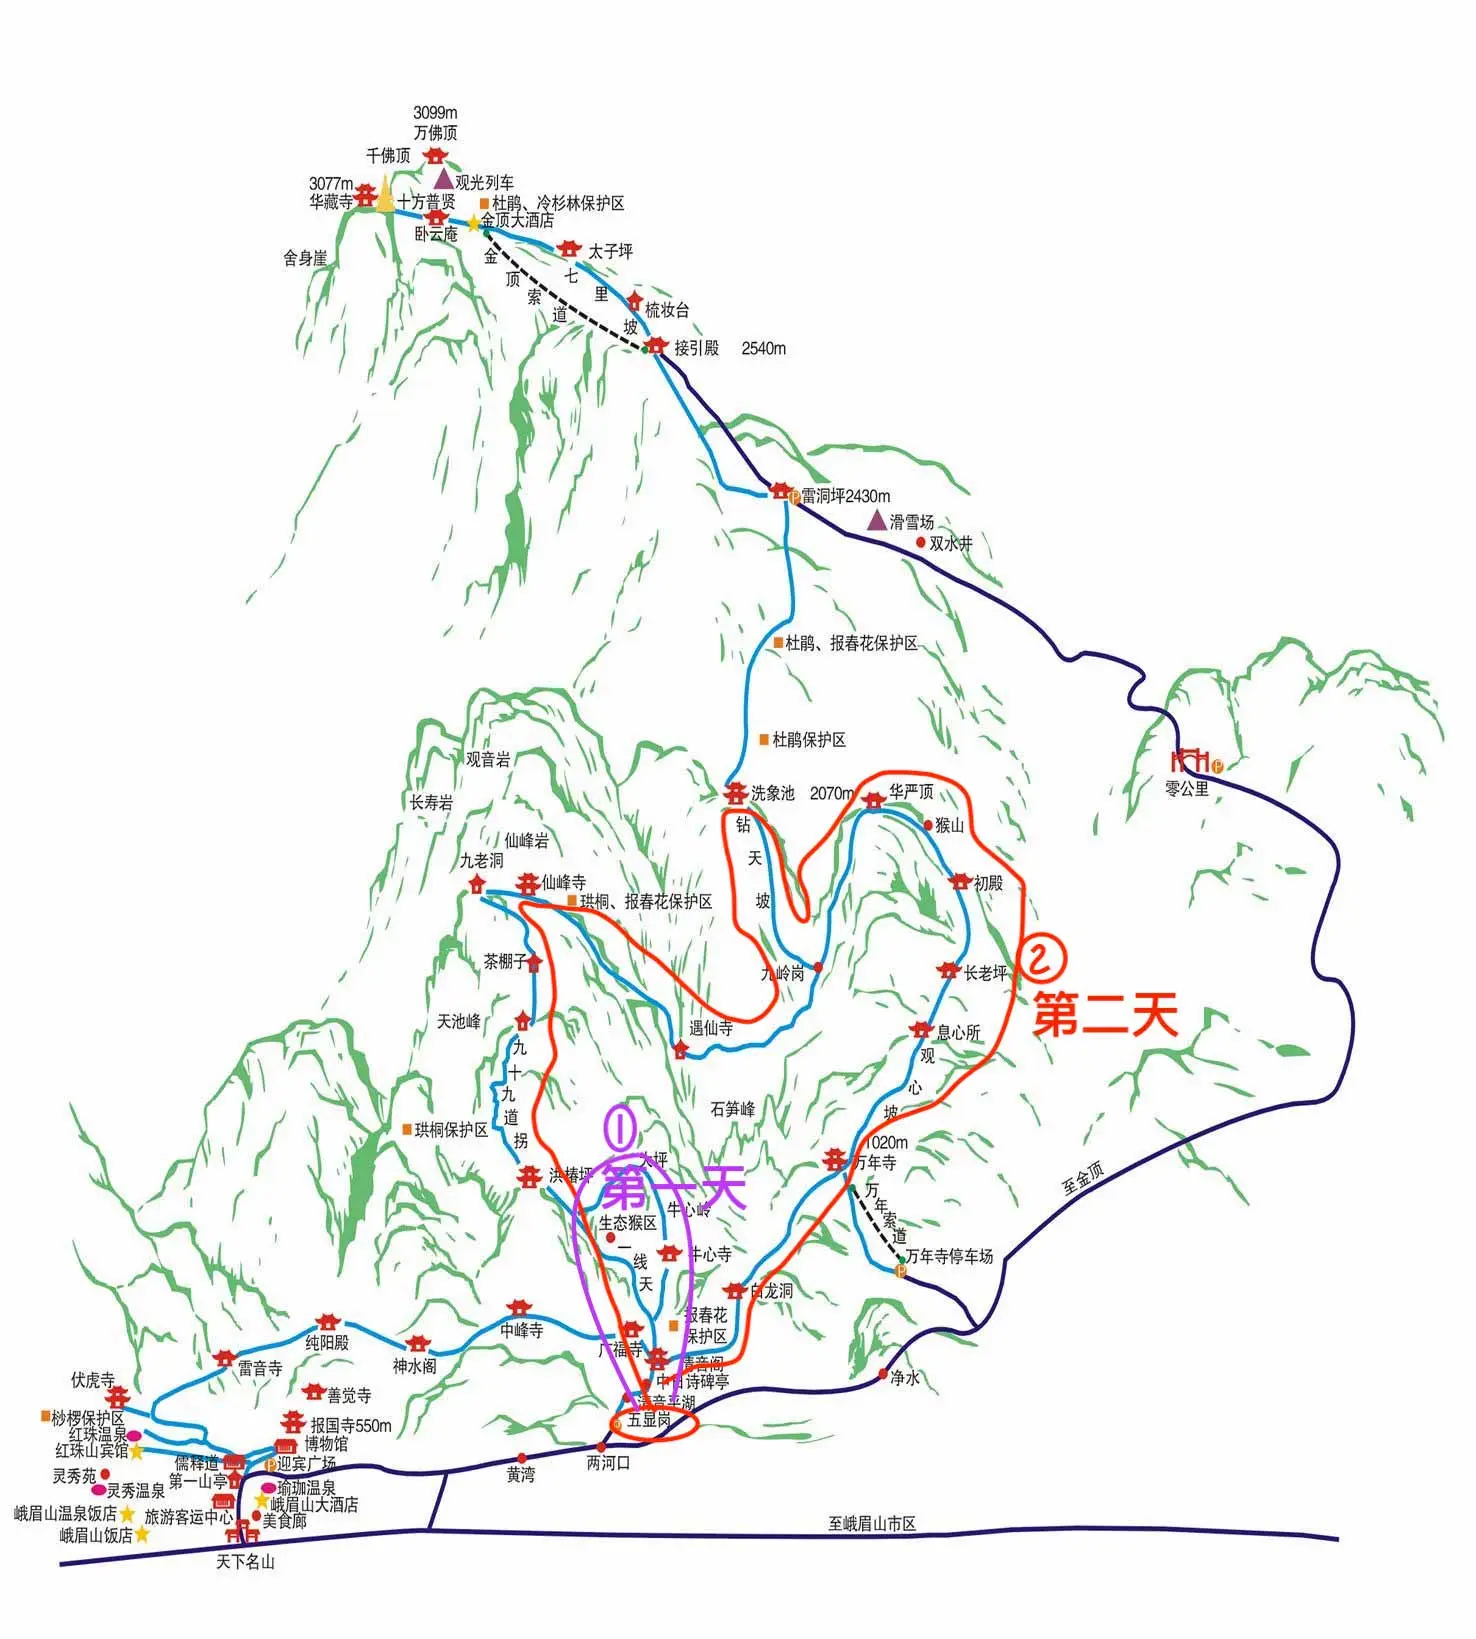 3099m
万佛顶
千佛顶
3077m
华藏寺
十方普贤
观光列车
杜鹃、冷杉林保护区
金顶大酒店
卧云庵
舍身崖
金顶索道
太子坪
七里坡
梳妆台
接引殿 2540m
雷洞坪2430m
滑雪场
双水井
杜鹃、报春花保护区
杜鹃保护区
零公里
观音岩
长寿岩
洗象池 2070m
华严顶
猴山
钻天坡
仙峰岩
九老洞
仙峰寺
珙桐、报春花保护区
初殿
茶棚子
九岭岗
长老坪
②
第二天
天池峰
遇仙寺
息心所
观心坡
九十九道拐
石笋峰
珙桐保护区
①
第一天
1020m
万年寺
大坪
洪椿坪
至金顶
万年索道
牛心岭
生态猴区
一线天
牛心寺
万年寺停车场
白龙洞
报春花
保护区
中峰寺
纯阳殿
广福寺
神水阁
雷音寺
清音阁
伏虎寺
善觉寺
中日诗碑亭
净水
清音平湖
桫椤保护区
报国寺550m
五显岗
红珠温泉
博物馆
红珠山宾馆
儒释道
迎宾广场
两河口
黄湾
灵秀苑
第一山亭
灵秀温泉
瑜珈温泉
峨眉山大酒店
峨眉山温泉饭店
旅游客运中心
美食廊
至峨眉山市区
峨眉山饭店
天下名山